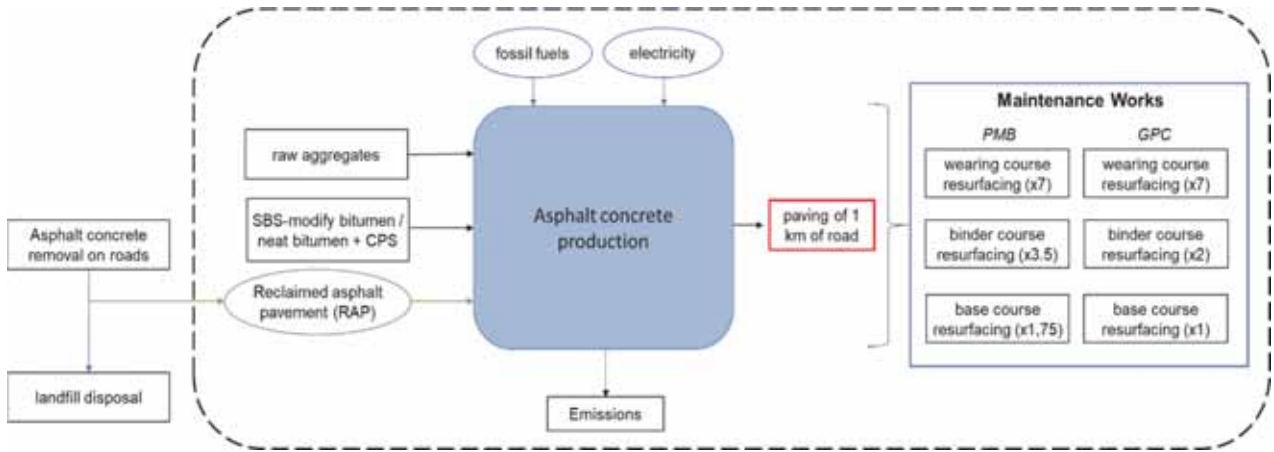 fossil fuels
electricity
raw aggregates
SBS-modify bitumen /
neat bitumen + CPS
Asphalt concrete
removal on roads
Reclaimed asphalt
pavement (RAP)
landfill disposal
Asphalt concrete
production
Emissions
paving of 1
km of road
Maintenance Works
PMB
GPC
wearing course
resurfacing (x7)
wearing course
resurfacing (x7)
binder course
resurfacing (x3.5)
binder course
resurfacing (x2)
base course
resurfacing (x1,75)
base course
resurfacing (x1)